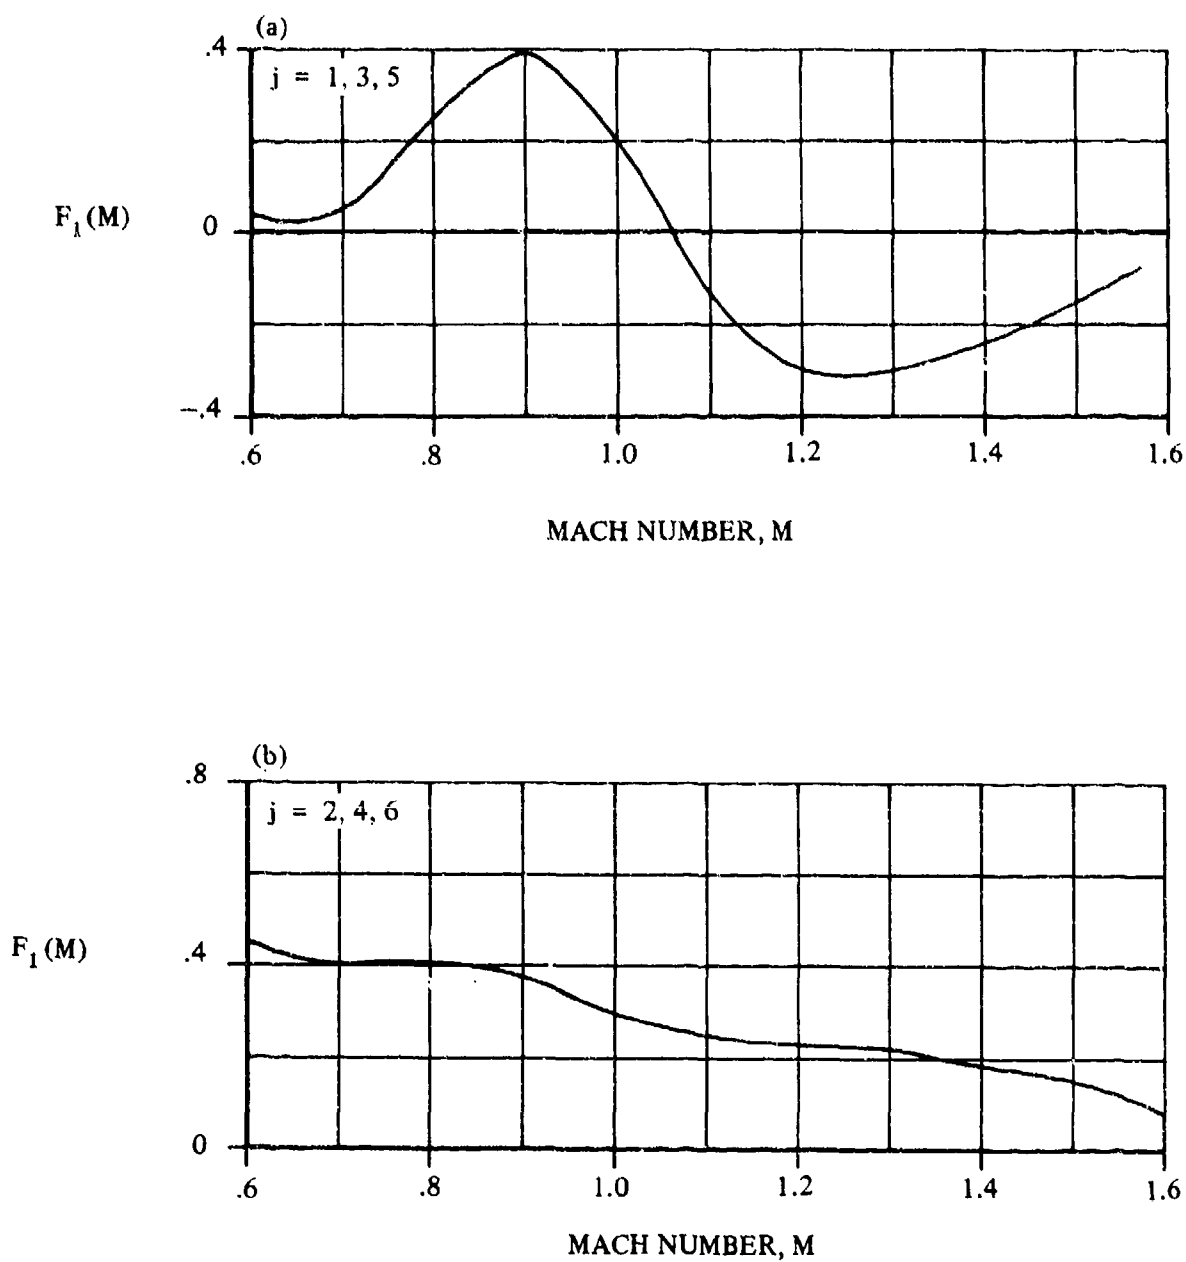 (a)
.4
j = 1, 3, 5
F₁(M)
0
−.4
.6 .8 1.0 1.2 1.4 1.6
MACH NUMBER, M
(b)
.8
j = 2, 4, 6
F₁(M)
.4
0
.6 .8 1.0 1.2 1.4 1.6
MACH NUMBER, M